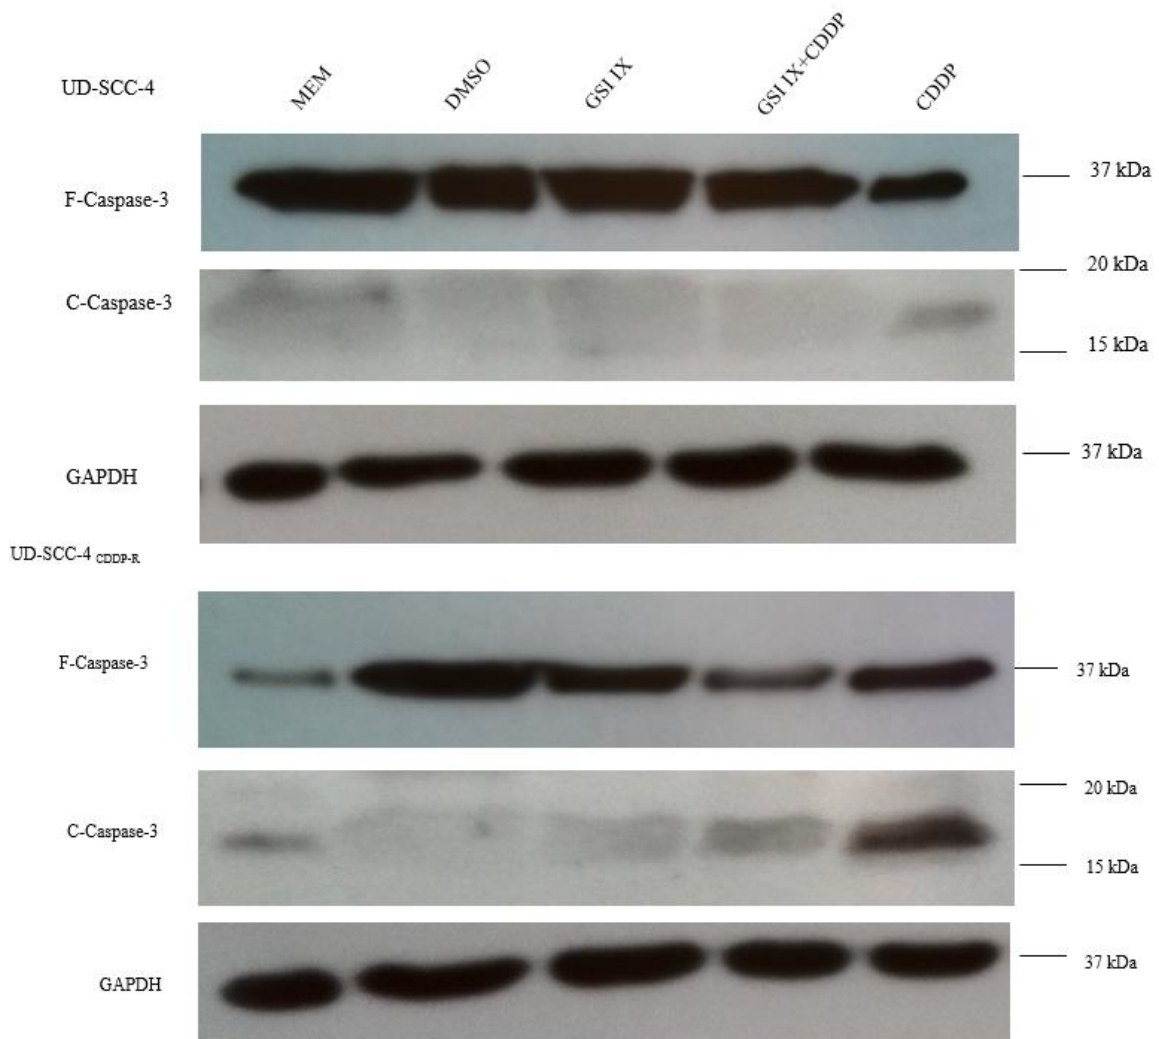 UD-SCC-4
MEM
DMSO
GSI IX
GSI IX+CDDP
CDDP
F-Caspase-3
37 kDa
C-Caspase-3
20 kDa
15 kDa
GAPDH
37 kDa
UD-SCC-4 CDDP-R
F-Caspase-3
37 kDa
C-Caspase-3
20 kDa
15 kDa
GAPDH
37 kDa